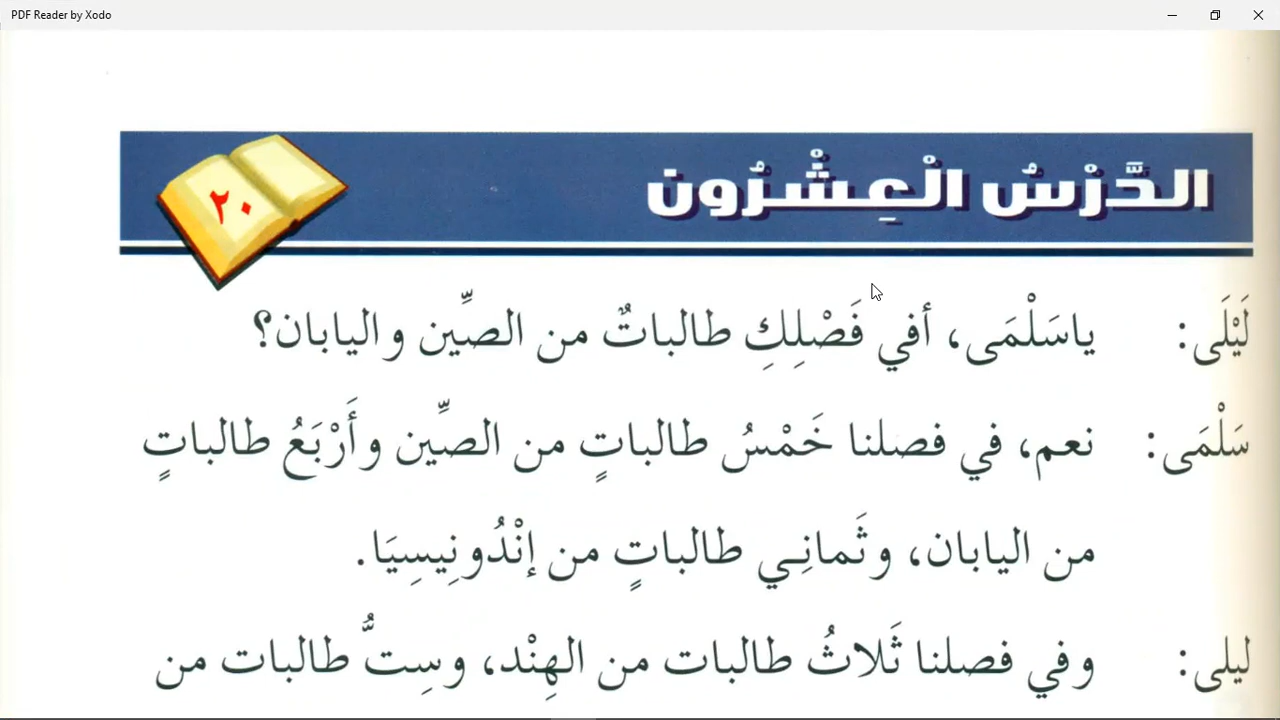 PDF Reader by Xodo
الدَّرْسُ الْعِشْرُون
٢٠
لَيْلَى: ياسَلْمَى، أفي فَصْلِكِ طالباتٌ من الصِّين واليابان؟
سَلْمَى: نعم، في فصلنا خَمْسُ طالباتٍ من الصِّين وأَرْبَعُ طالباتٍ
من اليابان، وثَمانِي طالباتٍ من إنْدُونِيسِيَا.
ليلى: وفي فصلنا ثَلاثُ طالبات من الهِنْد، وسِتُّ طالبات من